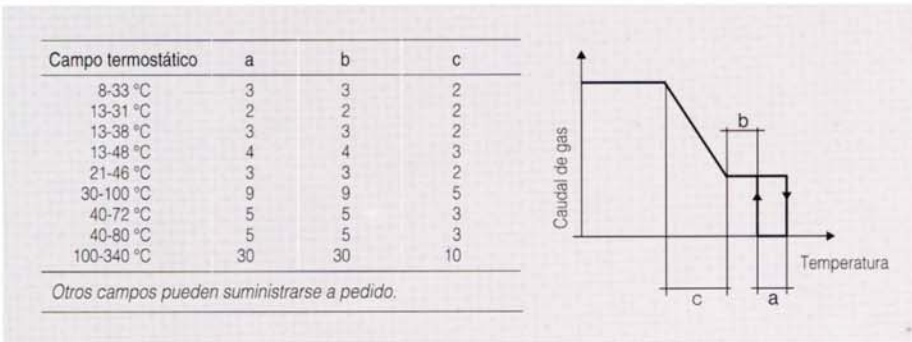 Campo termostático a b c
8-33 °C 3 3 2
13-31 °C 2 2 2
13-38 °C 3 3 2
13-48 °C 4 4 3
21-46 °C 3 3 2
30-100 °C 9 9 5
40-72 °C 5 5 3
40-80 °C 5 5 3
100-340 °C 30 30 10
Otros campos pueden suministrarse a pedido.
Caudal de gas
b
Temperatura
c a